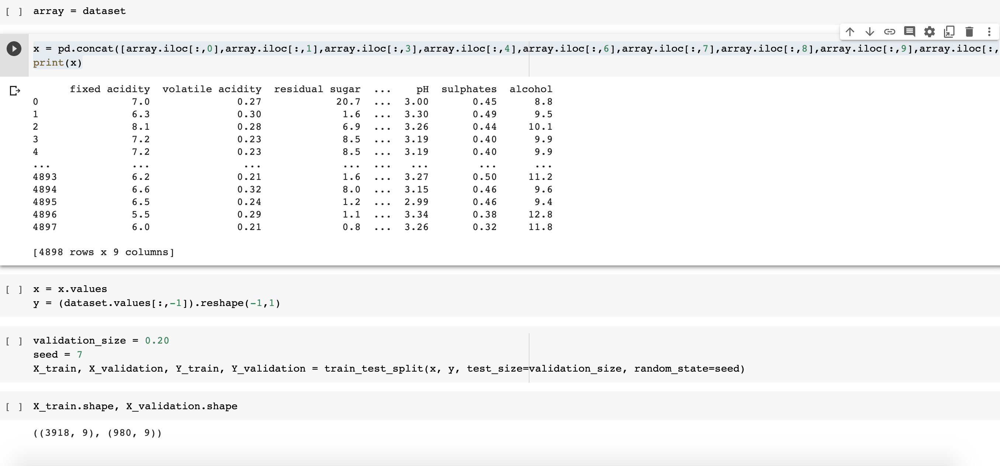 [ ] array = dataset
x = pd.concat([array.iloc[:,0],array.iloc[:,1],array.iloc[:,3],array.iloc[:,4],array.iloc[:,6],array.iloc[:,7],array.iloc[:,8],array.iloc[:,9],array.iloc[:,
print(x)
fixed acidity volatile acidity residual sugar ... pH sulphates alcohol
0 7.0 0.27 20.7 ... 3.00 0.45 8.8
1 6.3 0.30 1.6 ... 3.30 0.49 9.5
2 8.1 0.28 6.9 ... 3.26 0.44 10.1
3 7.2 0.23 8.5 ... 3.19 0.40 9.9
4 7.2 0.23 8.5 ... 3.19 0.40 9.9
... ... ... ... ... ... ... ...
4893 6.2 0.21 1.6 ... 3.27 0.50 11.2
4894 6.6 0.32 8.0 ... 3.15 0.46 9.6
4895 6.5 0.24 1.2 ... 2.99 0.46 9.4
4896 5.5 0.29 1.1 ... 3.34 0.38 12.8
4897 6.0 0.21 0.8 ... 3.26 0.32 11.8
[4898 rows x 9 columns]
[ ] x = x.values
y = (dataset.values[:,-1]).reshape(-1,1)
[ ] validation_size = 0.20
seed = 7
X_train, X_validation, Y_train, Y_validation = train_test_split(x, y, test_size=validation_size, random_state=seed)
[ ] X_train.shape, X_validation.shape
((3918, 9), (980, 9))